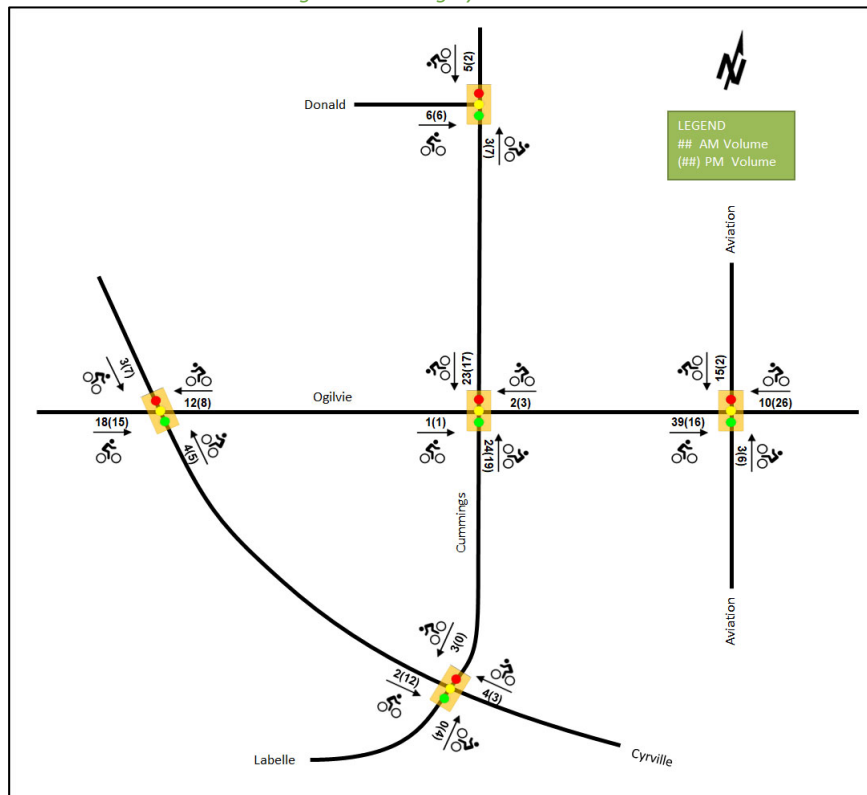 5(2)
Donald
6(6)
3(7)
LEGEND
## AM Volume
(##) PM Volume
Aviation
3(7)
23(17)
15(2)
Ogilvie
12(8)
2(3)
10(26)
18(15)
1(1)
39(16)
4(5)
24(19)
3(6)
Cummings
Aviation
3(0)
2(12)
4(3)
0(4)
Labelle
Cyrville